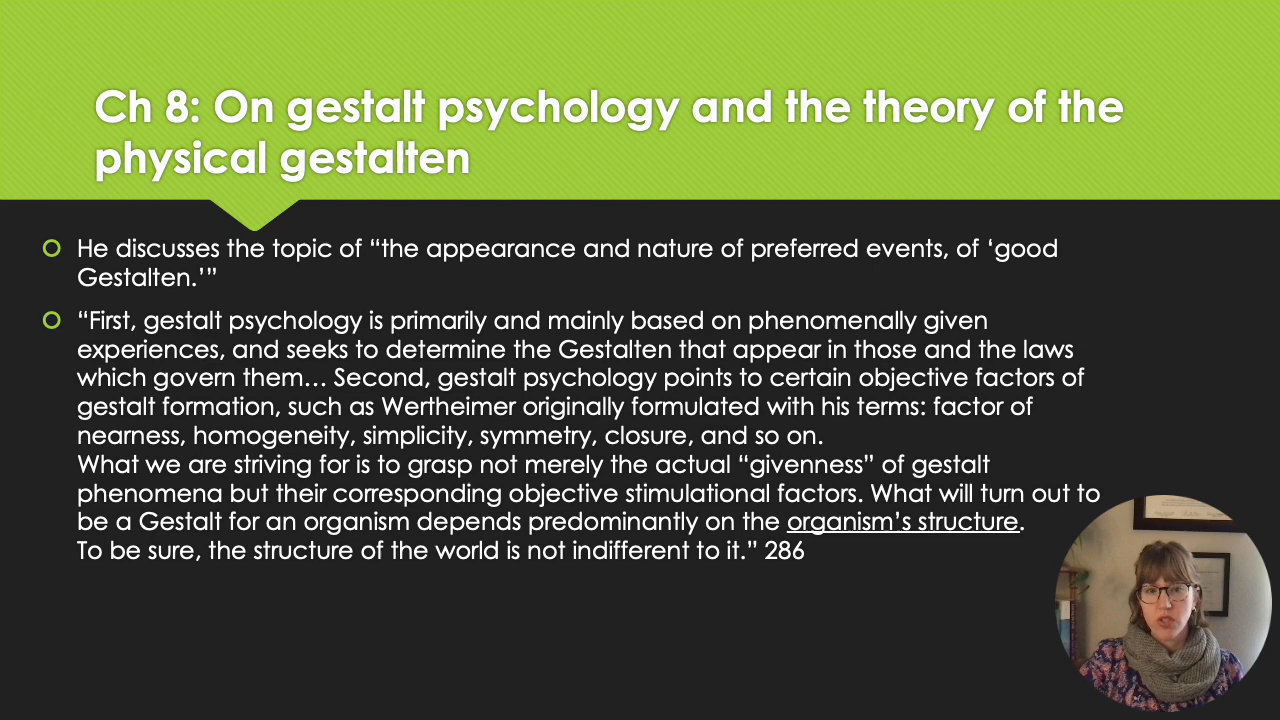 Ch 8: On gestalt psychology and the theory of the
physical gestalten
He discusses the topic of “the appearance and nature of preferred events, of ‘good
Gestalten.’”
“First, gestalt psychology is primarily and mainly based on phenomenally given
experiences, and seeks to determine the Gestalten that appear in those and the laws
which govern them… Second, gestalt psychology points to certain objective factors of
gestalt formation, such as Wertheimer originally formulated with his terms: factor of
nearness, homogeneity, simplicity, symmetry, closure, and so on.
What we are striving for is to grasp not merely the actual “givenness” of gestalt
phenomena but their corresponding objective stimulational factors. What will turn out to
be a Gestalt for an organism depends predominantly on the organism’s structure.
To be sure, the structure of the world is not indifferent to it.” 286